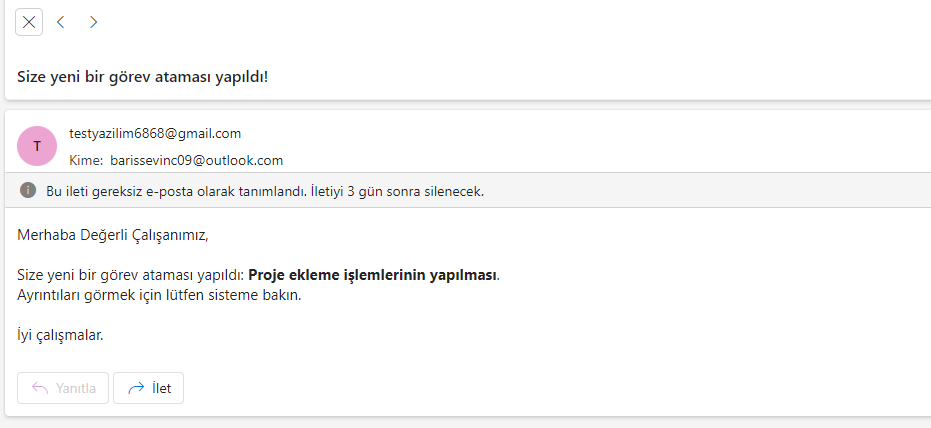 Size yeni bir görev ataması yapıldı!
T
testyazilim6868@gmail.com
Kime: barissevinc09@outlook.com
Bu ileti gereksiz e-posta olarak tanımlandı. İletiyi 3 gün sonra silenecek.
Merhaba Değerli Çalışanımız,
Size yeni bir görev ataması yapıldı: Proje ekleme işlemlerinin yapılması.
Ayrıntıları görmek için lütfen sisteme bakın.
İyi çalışmalar.
Yanıtla İlet